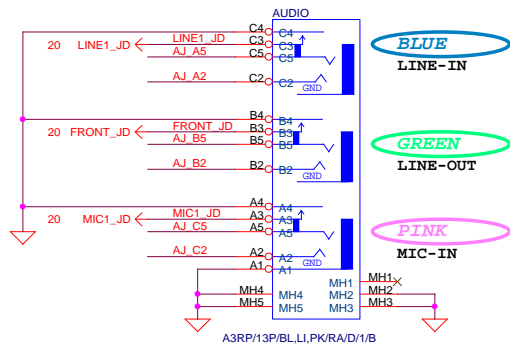 AUDIO
C4 C4
20 LINE1_JD LINE1_JD C3 C3
AJ_A5 C5 C5
AJ_A2 C2 C2
GND
BLUE
LINE-IN
B4 B4
20 FRONT_JD FRONT_JD B3 B3
AJ_B5 B5 B5
AJ_B2 B2 B2
GND
GREEN
LINE-OUT
A4 A4
20 MIC1_JD MIC1_JD A3 A3
AJ_C5 A5 A5
AJ_C2 A2 A2
GND
A1 A1
PINK
MIC-IN
MH1 MH1
MH4 MH4 MH2 MH2
MH5 MH5 MH3 MH3
A3RP/13P/BL,LI,PK/RA/D/1/B